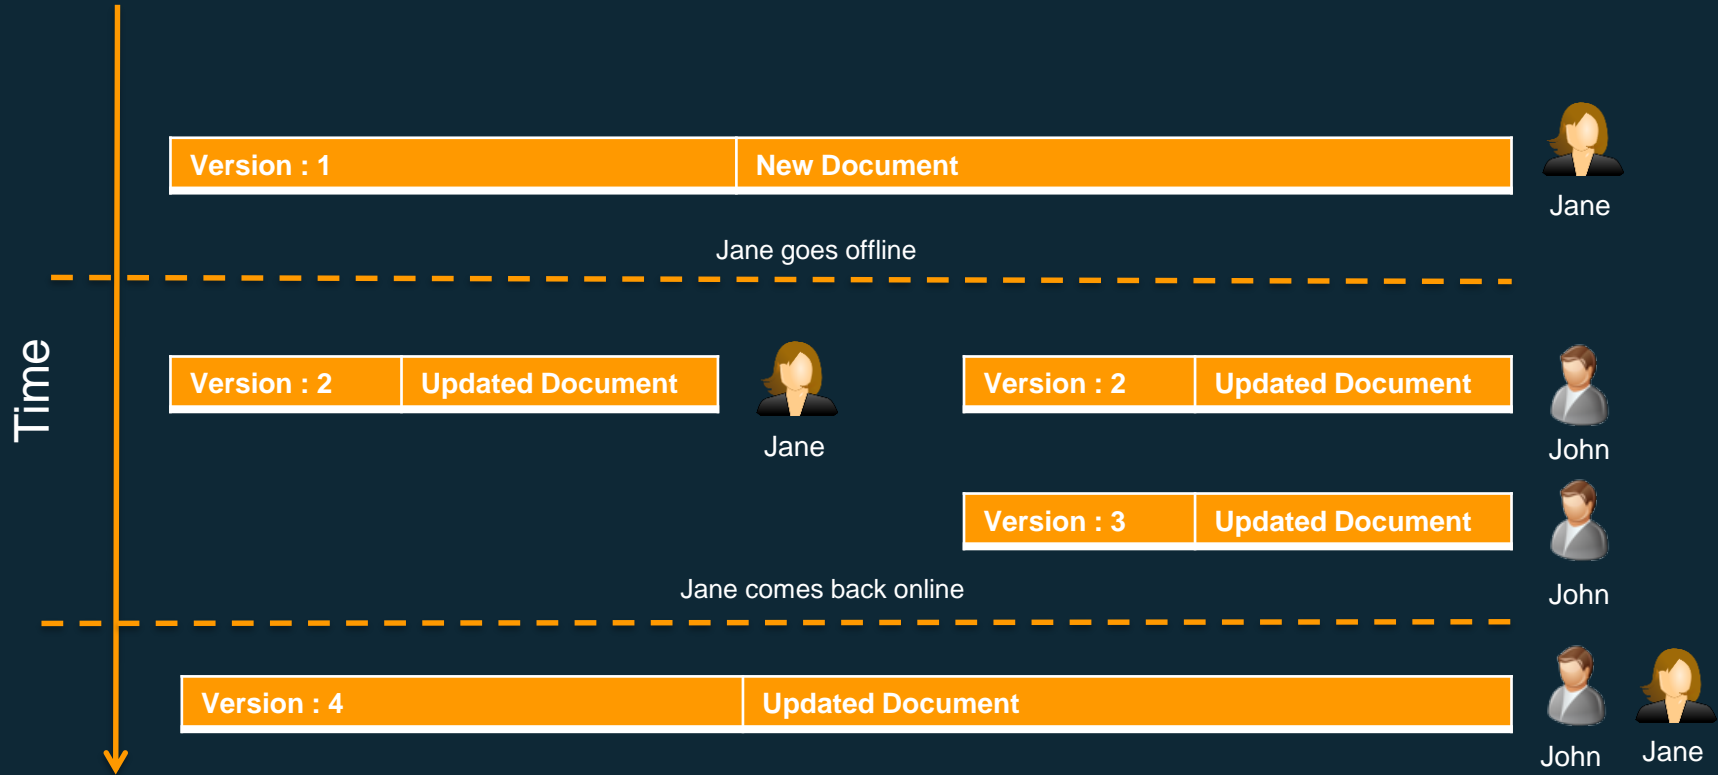 Version : 1 New Document
Jane
Jane goes offline
Time
Version : 2 Updated Document
Jane
Version : 2 Updated Document
John
Version : 3 Updated Document
John
Jane comes back online
Version : 4 Updated Document
John
Jane